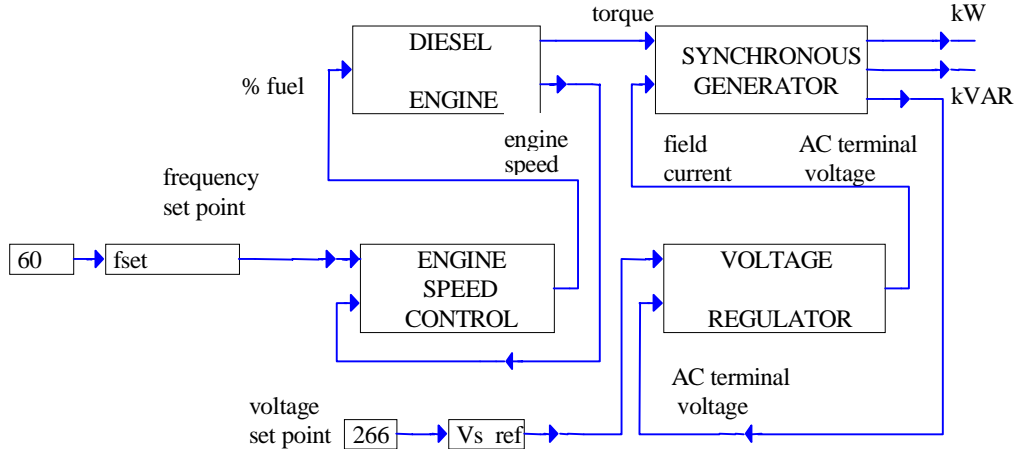 torque
kW
DIESEL
ENGINE
SYNCHRONOUS
GENERATOR
% fuel
kVAR
engine
speed
field
current
AC terminal
voltage
frequency
set point
60
fset
ENGINE
SPEED
CONTROL
VOLTAGE
REGULATOR
AC terminal
voltage
voltage
set point
266
Vs ref